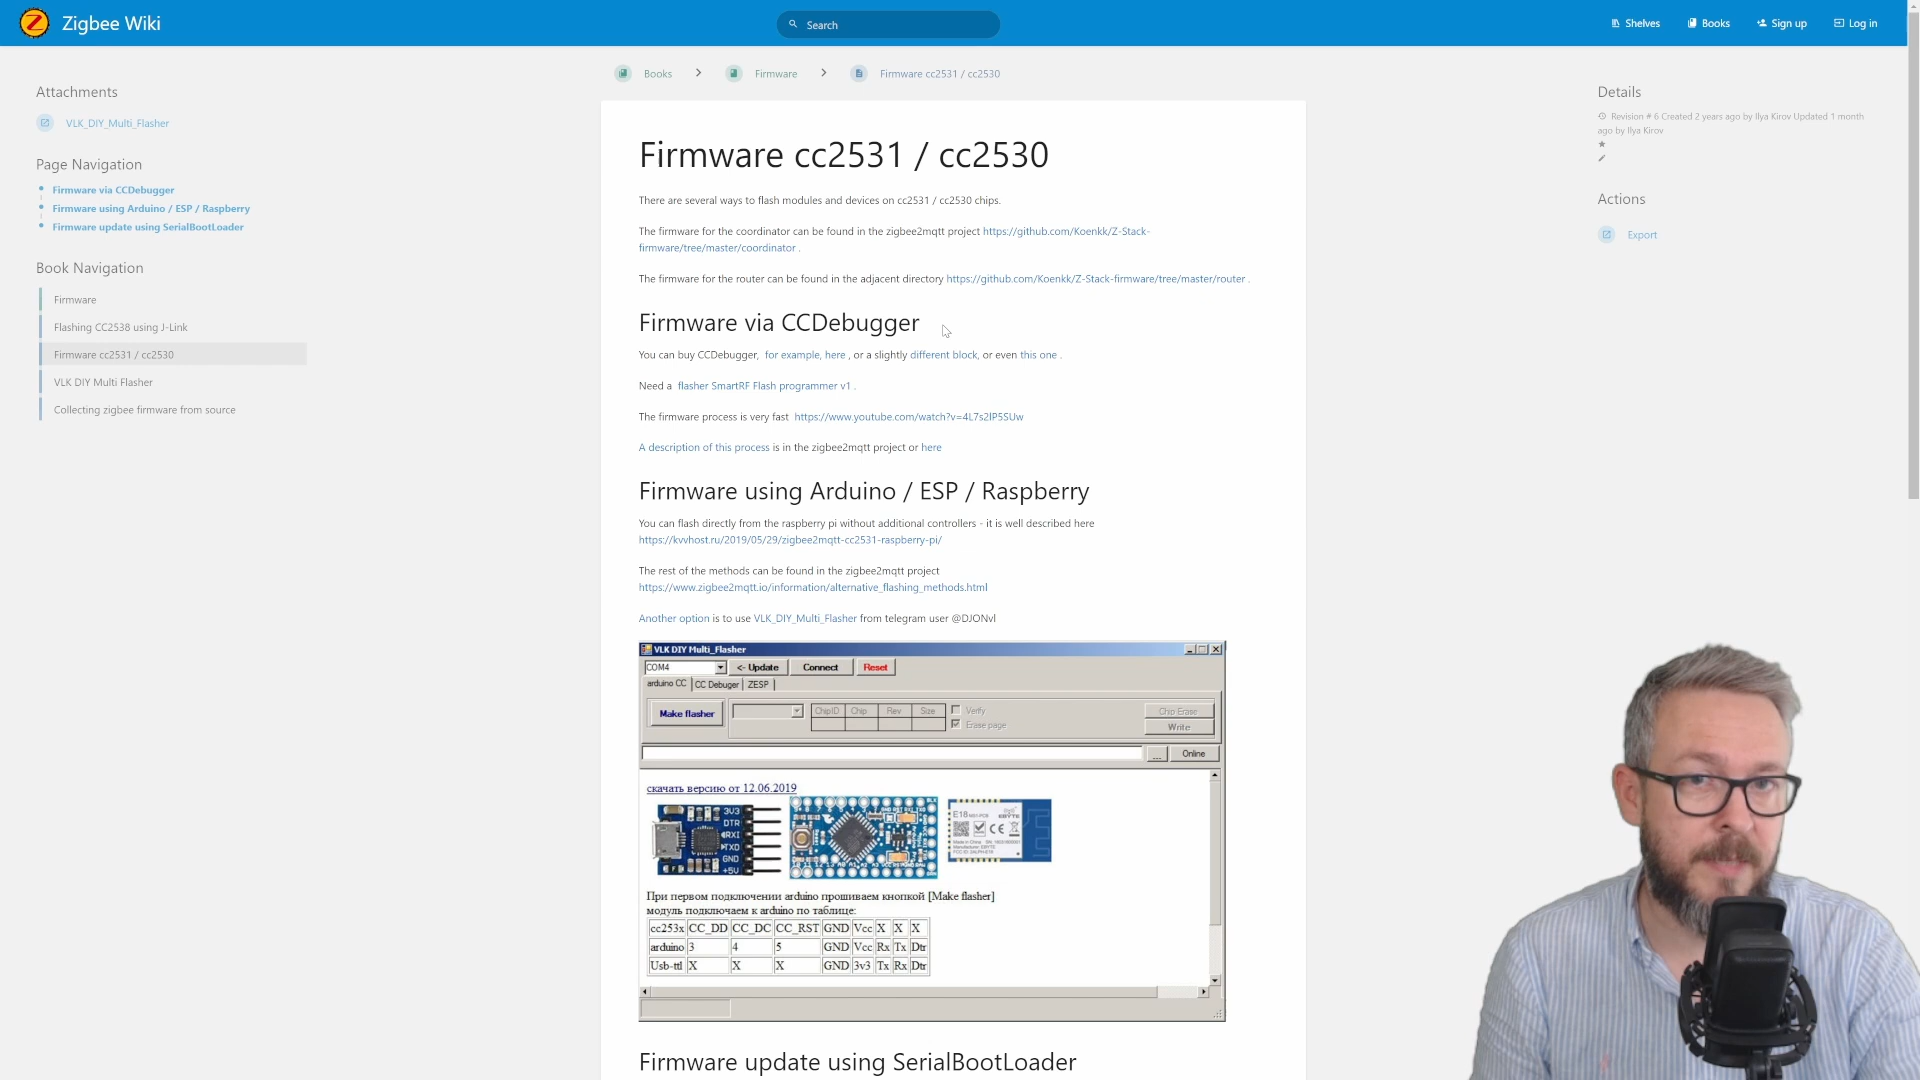 Zigbee Wiki
Search
Shelves
Books
Sign up
Log in
Books
Firmware
Firmware cc2531 / cc2530
Attachments
VLK_DIY_Multi_Flasher
Page Navigation
Firmware via CCDebugger
Firmware using Arduino / ESP / Raspberry
Firmware update using SerialBootLoader
Book Navigation
Firmware
Flashing CC2538 using J-Link
Firmware cc2531 / cc2530
VLK DIY Multi Flasher
Collecting zigbee firmware from source
Firmware cc2531 / cc2530
There are several ways to flash modules and devices on cc2531 / cc2530 chips.
The firmware for the coordinator can be found in the zigbee2mqtt project https://github.com/Koenkk/Z-Stack-
firmware/tree/master/coordinator .
The firmware for the router can be found in the adjacent directory https://github.com/Koenkk/Z-Stack-firmware/tree/master/router .
Firmware via CCDebugger
You can buy CCDebugger, for example, here , or a slightly different block, or even this one .
Need a flasher SmartRF Flash programmer v1 .
The firmware process is very fast https://www.youtube.com/watch?v=4L7s2lP5SUw
A description of this process is in the zigbee2mqtt project or here
Firmware using Arduino / ESP / Raspberry
You can flash directly from the raspberry pi without additional controllers - it is well described here
https://kvvhost.ru/2019/05/29/zigbee2mqtt-cc2531-raspberry-pi/
The rest of the methods can be found in the zigbee2mqtt project
https://www.zigbee2mqtt.io/information/alternative_flashing_methods.html
Another option is to use VLK_DIY_Multi_Flasher from telegram user @DJONvl
VLK DIY Multi_Flasher
COM4
<- Update
Connect
Reset
arduino CC
CC Debuger
ZESP
Make flasher
ChipID Chip Rev Size
Verify
Erase page
Chip Erase
Write
...
Online
скачать версию от 12.06.2019
3V3
DTR
RXI
TXD
GND
+5V
E18
EBYTE
При первом подключении arduino прошиваем кнопкой [Make flasher]
модуль подключаем к arduino по таблице:
cc253x CC_DD CC_DC CC_RST GND Vcc X X X
arduino 3 4 5 GND Vcc Rx Tx Dtr
Usb-ttl X X X GND 3v3 Tx Rx Dtr
Firmware update using SerialBootLoader
Details
Revision # 6 Created 2 years ago by Ilya Kirov Updated 1 month
ago by Ilya Kirov
Actions
Export